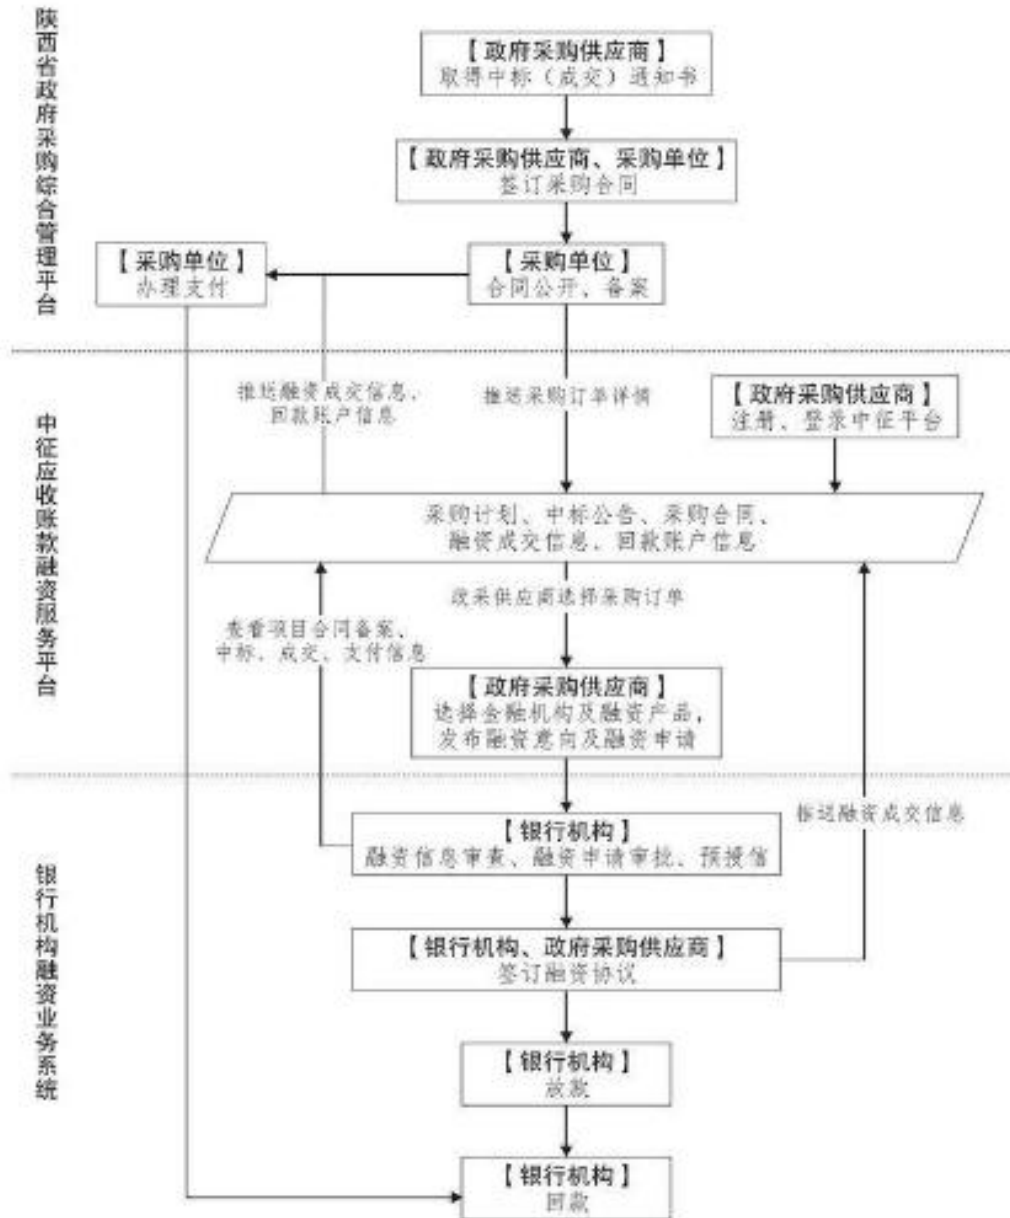 陕西省政府采购综合管理平台
【政府采购供应商】
取得中标（成交）通知书
【政府采购供应商、采购单位】
签订采购合同
【采购单位】
办理支付
【采购单位】
合同公开、备案
中征应收账款融资服务平台
推送融资成交信息、
回款账户信息
推送采购订单详情
【政府采购供应商】
注册、登录中征平台
采购计划、中标公告、采购合同、
融资成交信息、回款账户信息
政采供应商选择采购订单
查看项目合同备案、
中标、成交、支付信息
【政府采购供应商】
选择金融机构及融资产品，
发布融资意向及融资申请
银行机构融资业务系统
【银行机构】
融资信息审查、融资申请审批、预授信
推送融资成交信息
【银行机构、政府采购供应商】
签订融资协议
【银行机构】
放款
【银行机构】
回款